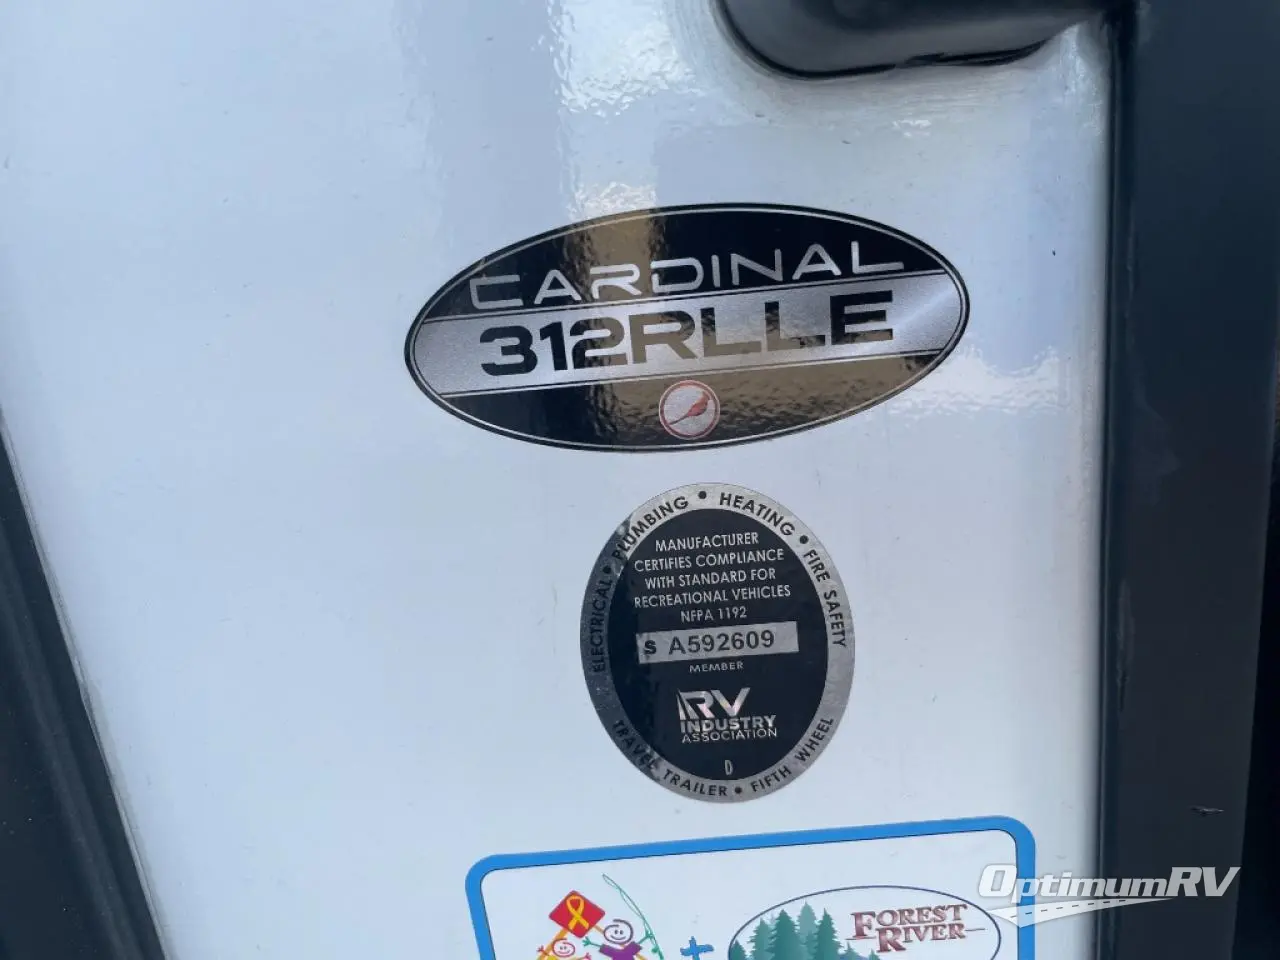 CARDINAL
312RLLE
ELECTRICAL • PLUMBING • HEATING • FIRE SAFETY
MANUFACTURER
CERTIFIES COMPLIANCE
WITH STANDARD FOR
RECREATIONAL VEHICLES
NFPA 1192
S A592609
MEMBER
RV
INDUSTRY
ASSOCIATION
D
TRAVEL TRAILER • FIFTH WHEEL
+
FOREST
RIVER
OptimumRV